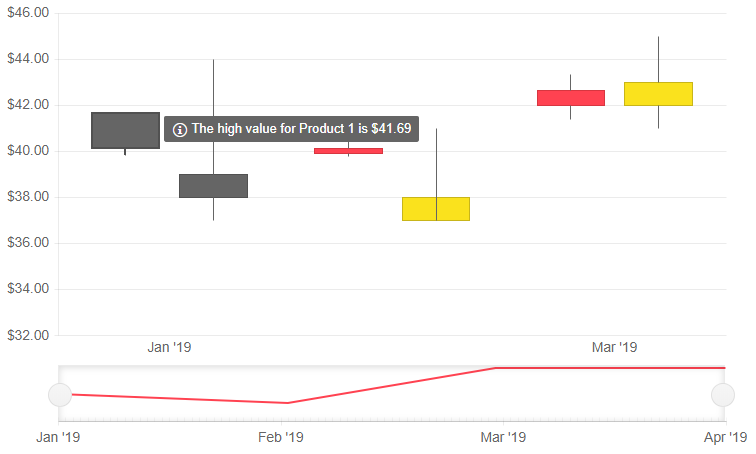 $46.00
$44.00
$42.00
The high value for Product 1 is $41.69
$40.00
$38.00
$36.00
$34.00
$32.00
Jan '19 Mar '19
Jan '19 Feb '19 Mar '19 Apr '19